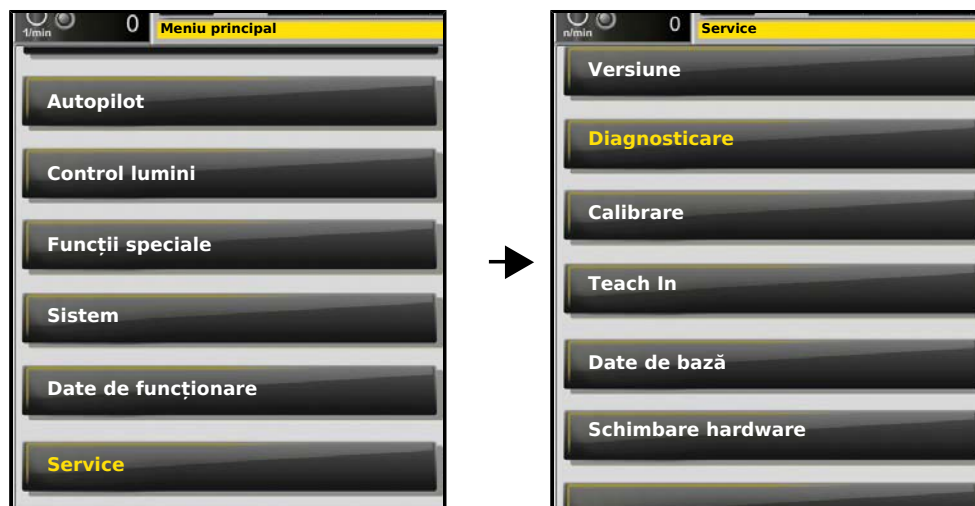 1/min
0
Meniu principal
Autopilot
Control lumini
Funcții speciale
Sistem
Date de funcționare
Service
n/min
0
Service
Versiune
Diagnosticare
Calibrare
Teach In
Date de bază
Schimbare hardware